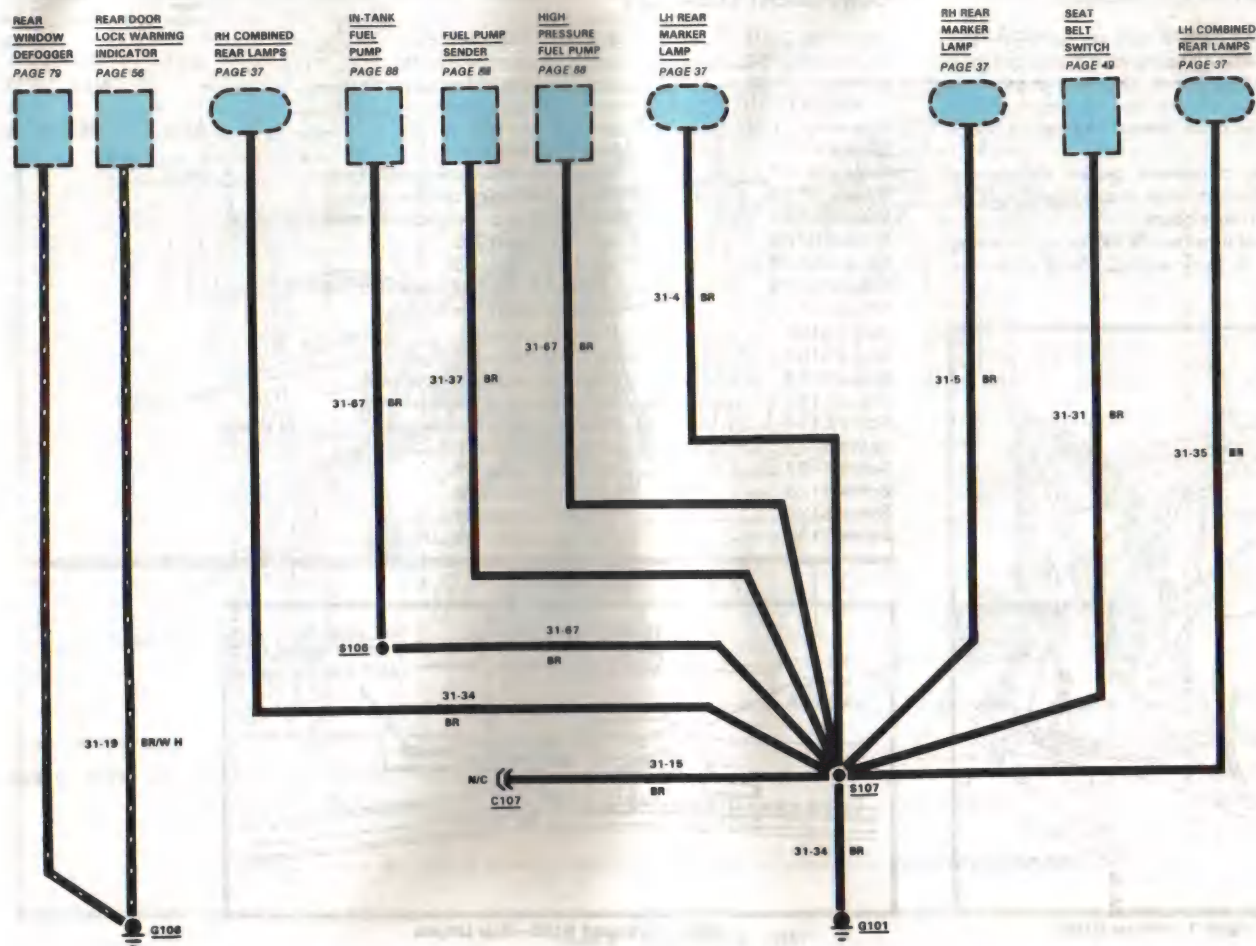 REAR
WINDOW
DEFOGGER
PAGE 79
REAR DOOR
LOCK WARNING
INDICATOR
PAGE 56
RH COMBINED
REAR LAMPS
PAGE 37
IN-TANK
FUEL
PUMP
PAGE 88
FUEL PUMP
SENDER
PAGE 88
HIGH
PRESSURE
FUEL PUMP
PAGE 88
LH REAR
MARKER
LAMP
PAGE 37
RH REAR
MARKER
LAMP
PAGE 37
SEAT
BELT
SWITCH
PAGE 49
LH COMBINED
REAR LAMPS
PAGE 37
31-4 BR
31-67 BR
31-37 BR
31-67 BR
31-5 BR
31-31 BR
31-35 BR
S106
31-67
BR
31-34
BR
31-19 BR/W H
N/C
C107
31-15
BR
S107
31-34 BR
G106
G101